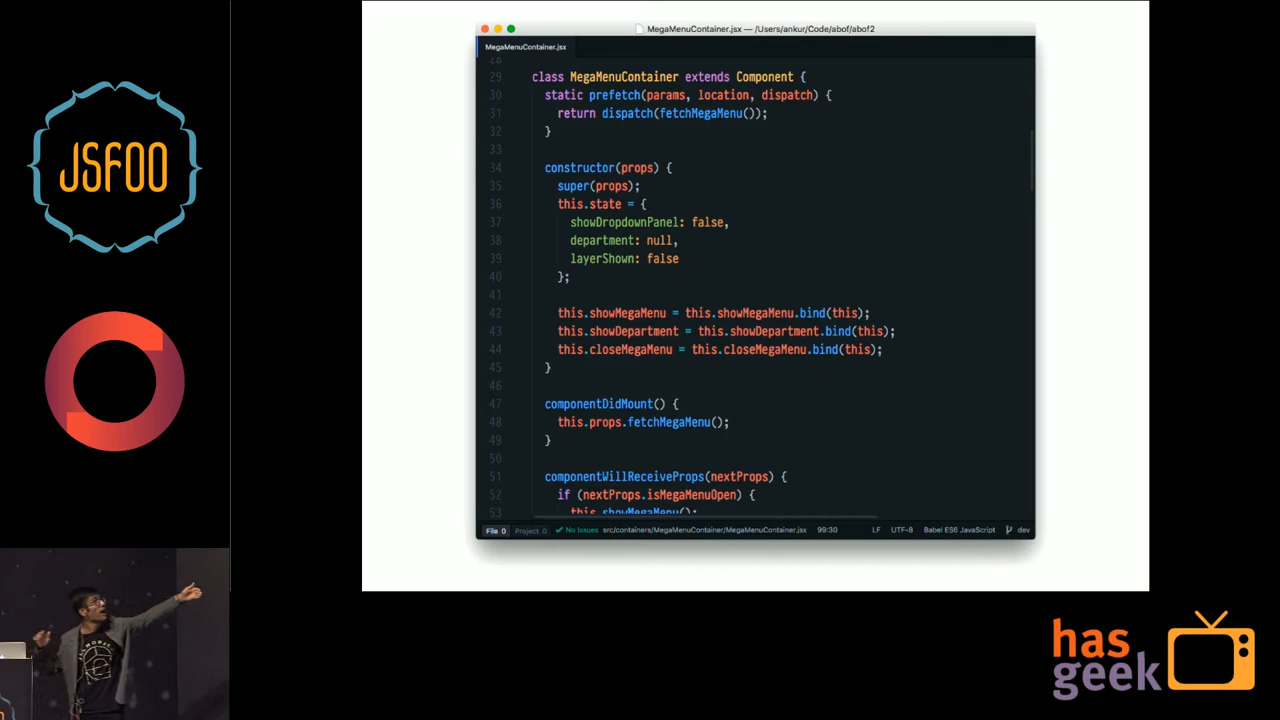 JSFOO
MegaMenuContainer.jsx — /Users/ankur/Code/abof/abof2
MegaMenuContainer.jsx
28
29 class MegaMenuContainer extends Component {
30 static prefetch(params, location, dispatch) {
31 return dispatch(fetchMegaMenu());
32 }
33
34 constructor(props) {
35 super(props);
36 this.state = {
37 showDropdownPanel: false,
38 department: null,
39 layerShown: false
40 };
41
42 this.showMegaMenu = this.showMegaMenu.bind(this);
43 this.showDepartment = this.showDepartment.bind(this);
44 this.closeMegaMenu = this.closeMegaMenu.bind(this);
45 }
46
47 componentDidMount() {
48 this.props.fetchMegaMenu();
49 }
50
51 componentWillReceiveProps(nextProps) {
52 if (nextProps.isMegaMenuOpen) {
53 this.showMegaMenu();
File 0 Project 0 No Issues src/containers/MegaMenuContainer/MegaMenuContainer.jsx 99:30 LF UTF-8 Babel ES6 JavaScript dev
has
geek